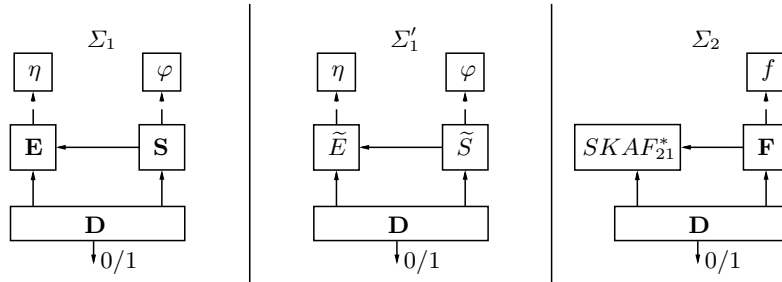 Σ₁ Σ′₁ Σ₂
η φ η φ f
E S Ẽ S̃ SKAF*₂₁ F
D D D
0/1 0/1 0/1